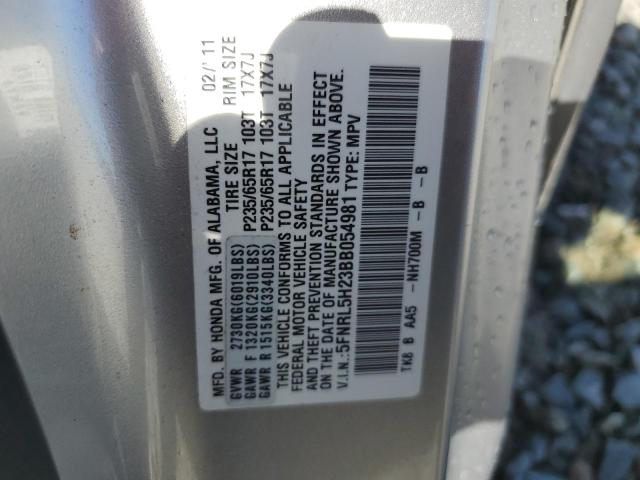 MFD. BY HONDA MFG. OF ALABAMA, LLC 02/'11
TIRE SIZE RIM SIZE
GVWR 2730KG(6019LBS)
GAWR F 1320KG(2910LBS) P235/65R17 103T 17X7J
GAWR R 1515KG(3340LBS) P235/65R17 103T 17X7J
THIS VEHICLE CONFORMS TO ALL APPLICABLE
FEDERAL MOTOR VEHICLE SAFETY
AND THEFT PREVENTION STANDARDS IN EFFECT
ON THE DATE OF MANUFACTURE SHOWN ABOVE.
V.I.N.: 5FNRL5H23BB054981 TYPE: MPV
TK8 B AA5 -NH700M -B -B